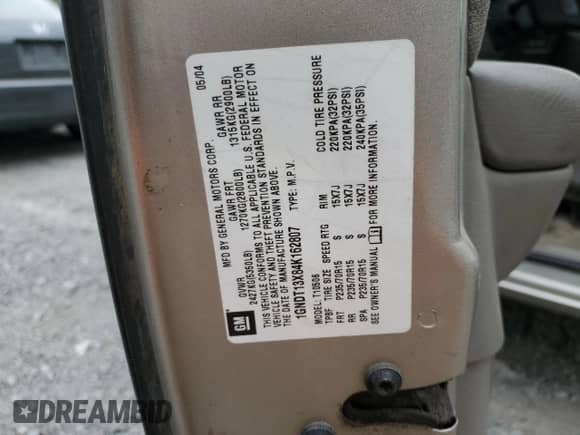 MFD BY GENERAL MOTORS CORP. 05/04
GVWR GAWR FRT GAWR RR
2427KG(5350LB) 1270KG(2800LB) 1315KG(2900LB)
THIS VEHICLE CONFORMS TO ALL APPLICABLE U.S. FEDERAL MOTOR
VEHICLE SAFETY AND THEFT PREVENTION STANDARDS IN EFFECT ON
THE DATE OF MANUFACTURE SHOWN ABOVE.
1GNDT13X84K162807 TYPE: M.P.V.
MODEL: T10506
TPBF TIRE SIZE SPEED RTG RIM COLD TIRE PRESSURE
FRT P235/70R15 S 15X7J 220KPA(32PSI)
RR P235/70R15 S 15X7J 220KPA(32PSI)
SPA P235/70R15 S 15X7J 240KPA(35PSI)
SEE OWNER'S MANUAL FOR MORE INFORMATION.
GM
C
DREAMBID